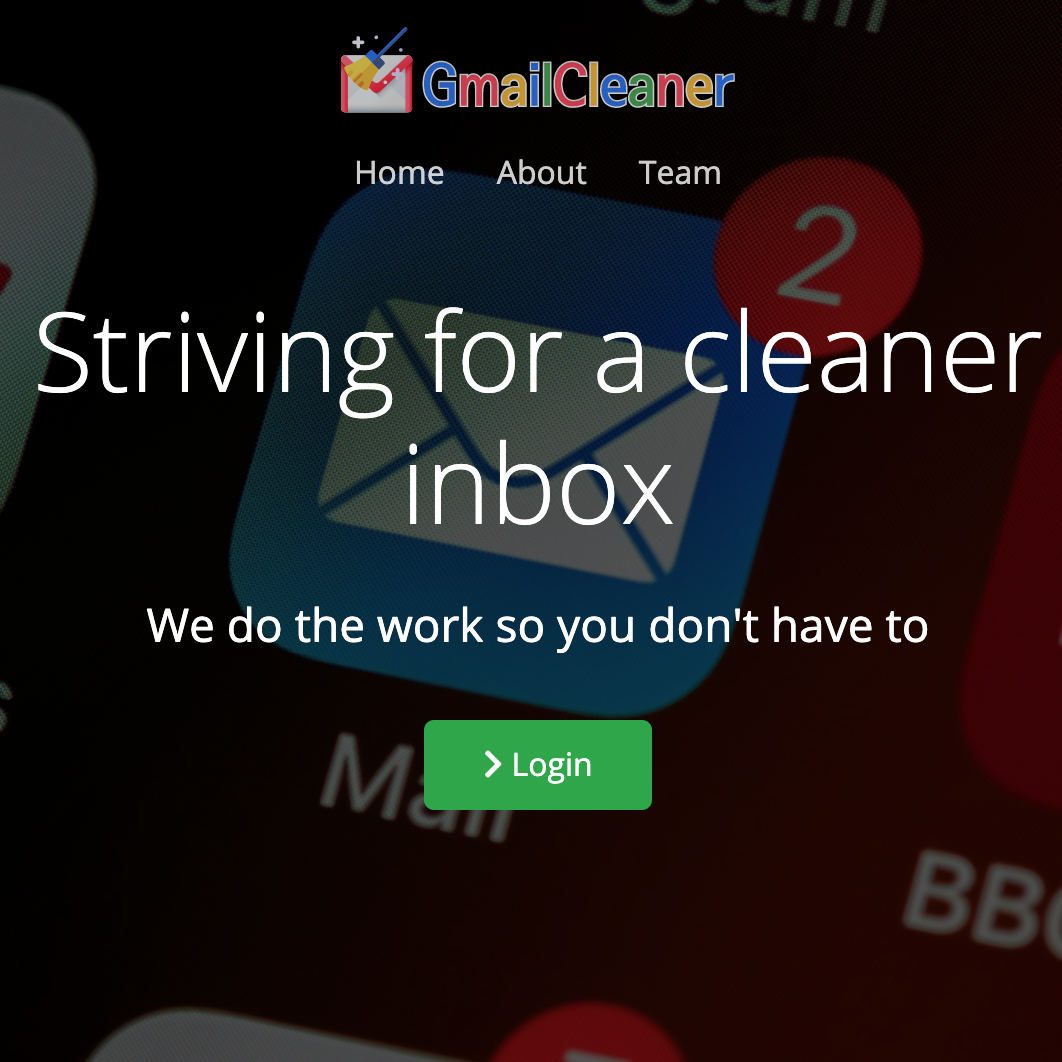 GmailCleaner
Home About Team
2
Striving for a cleaner
inbox
We do the work so you don't have to
Login
Mail